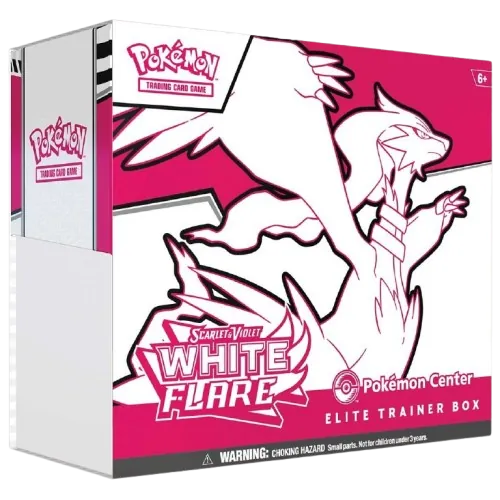 POKéMON
TRADING CARD GAME
6+
POKéMON
TRADING CARD GAME
SCARLET & VIOLET
WHITE
FLARE
Pokémon Center
ELITE TRAINER BOX
WARNING: CHOKING HAZARD Small parts. Not for children under 3 years.